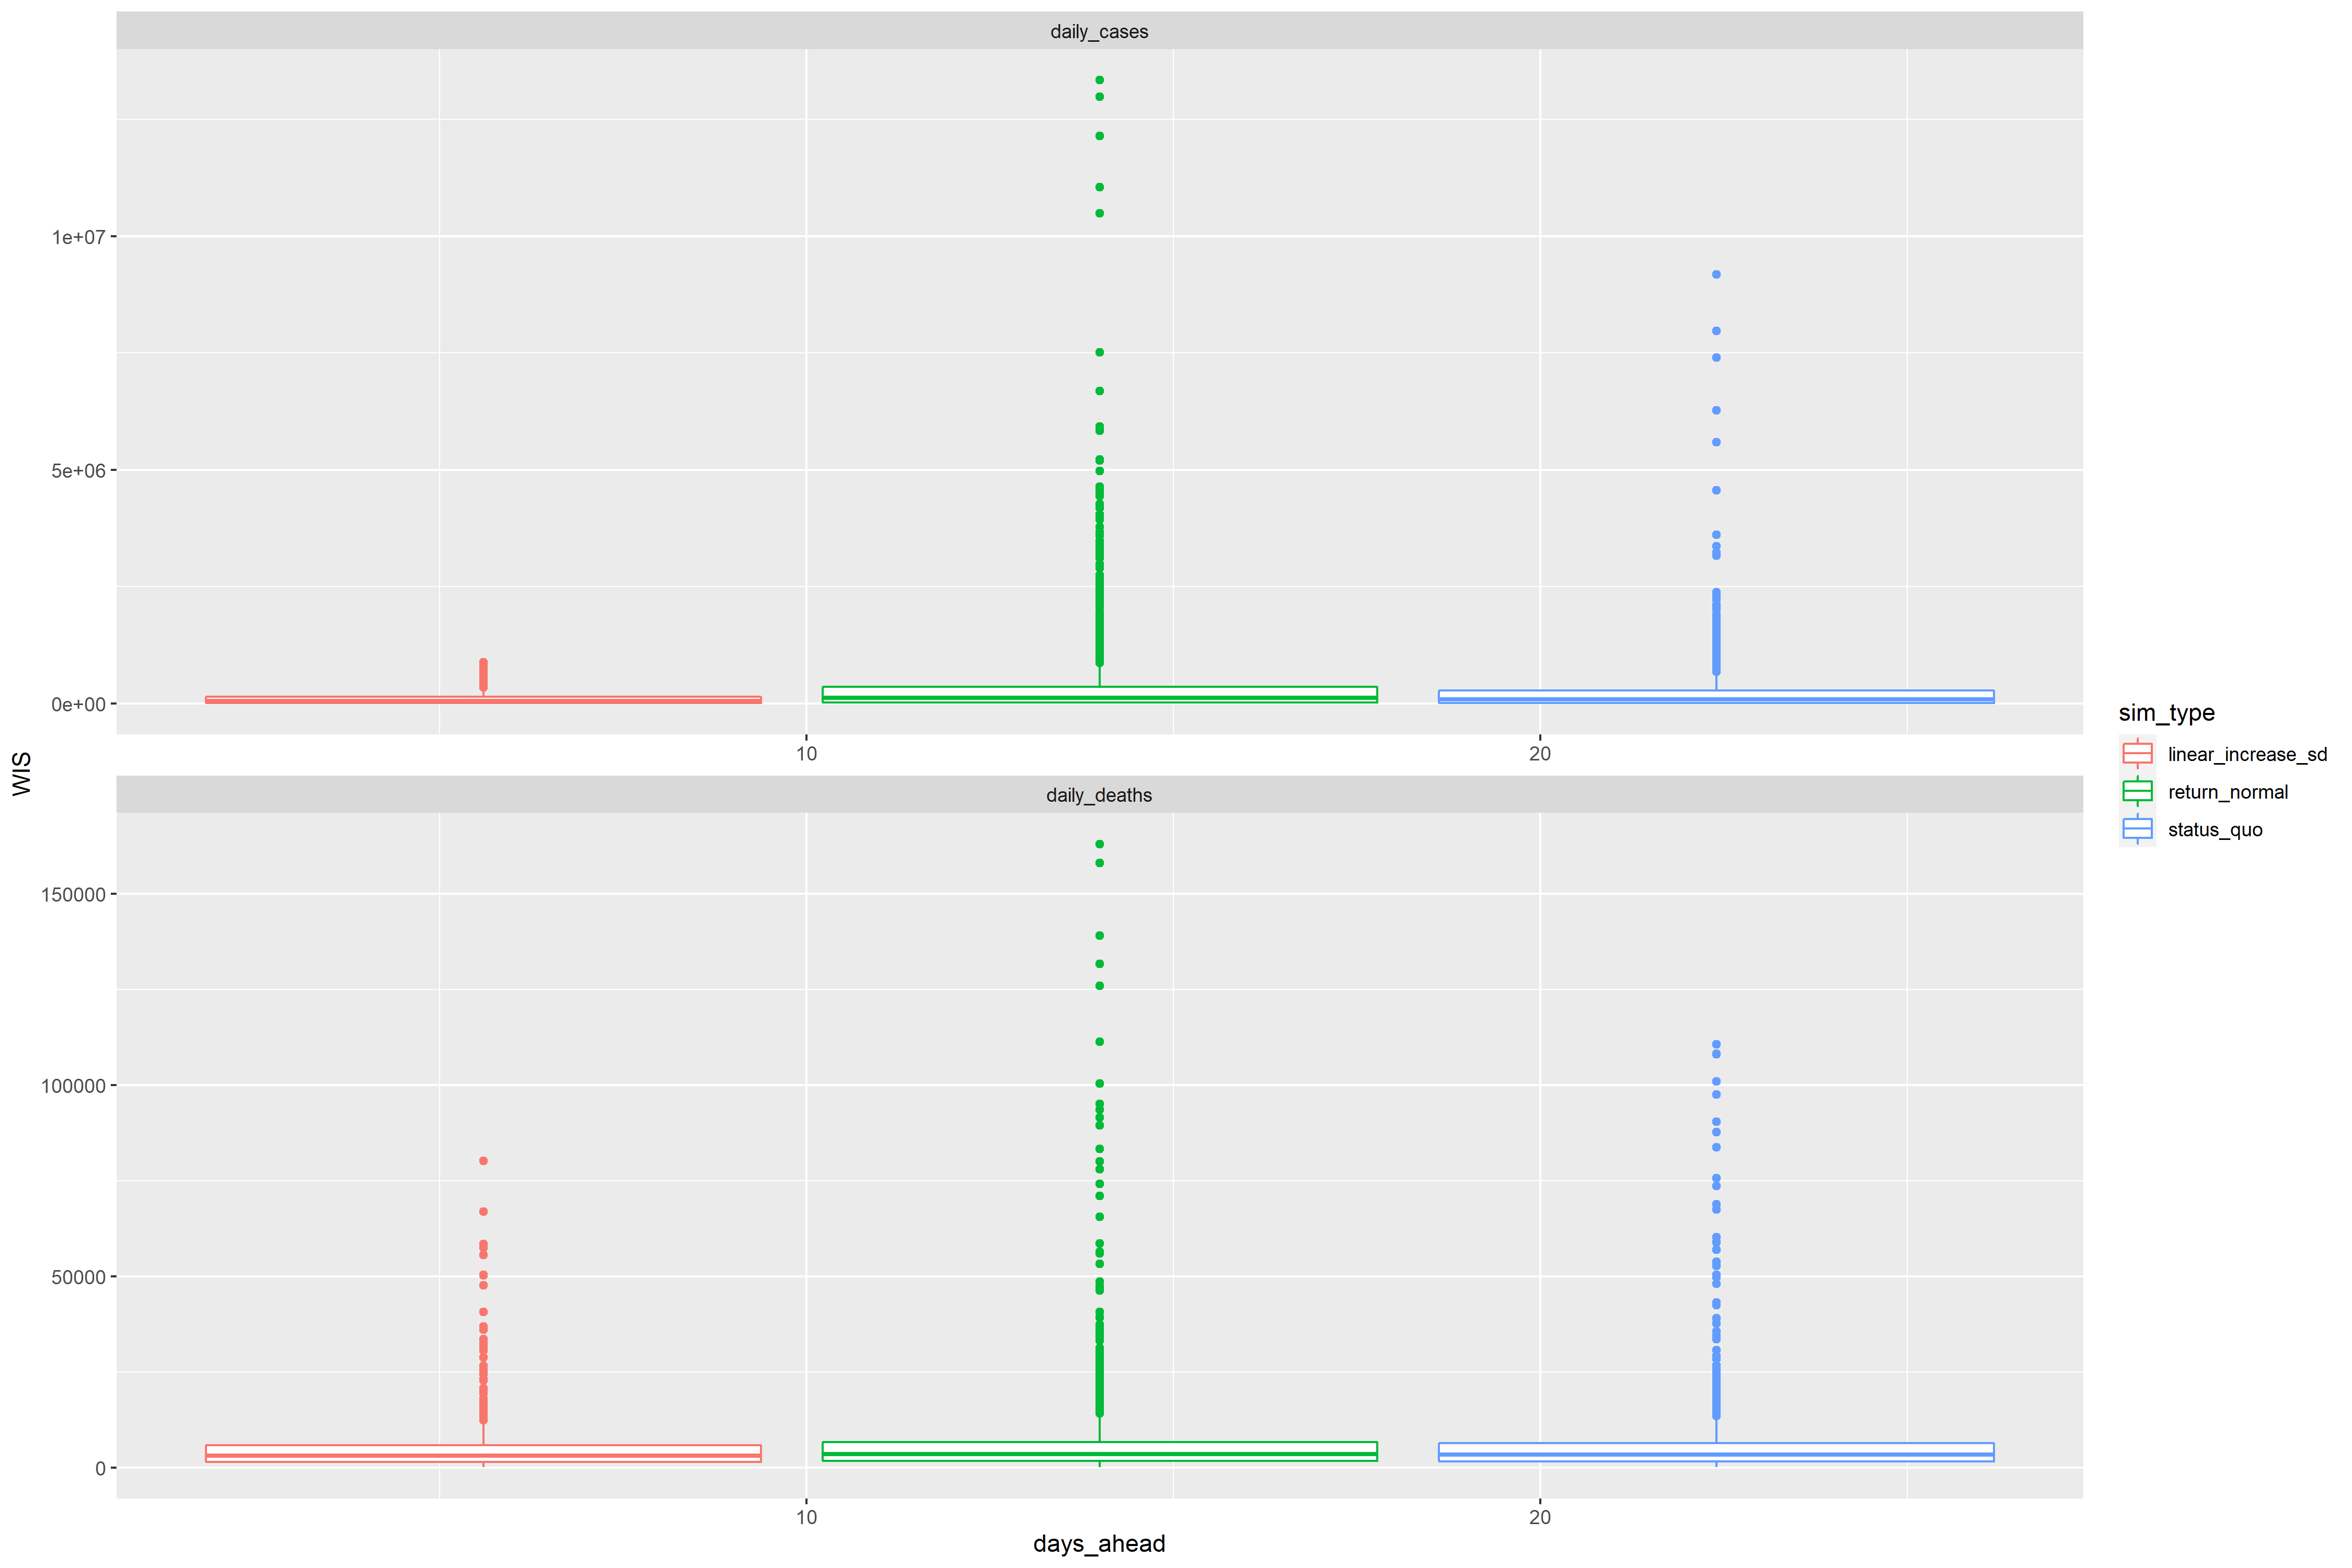 daily_cases
1e+07
5e+06
0e+00
10 20
WIS
daily_deaths
150000
100000
50000
0
10 20
days_ahead
sim_type
linear_increase_sd
return_normal
status_quo